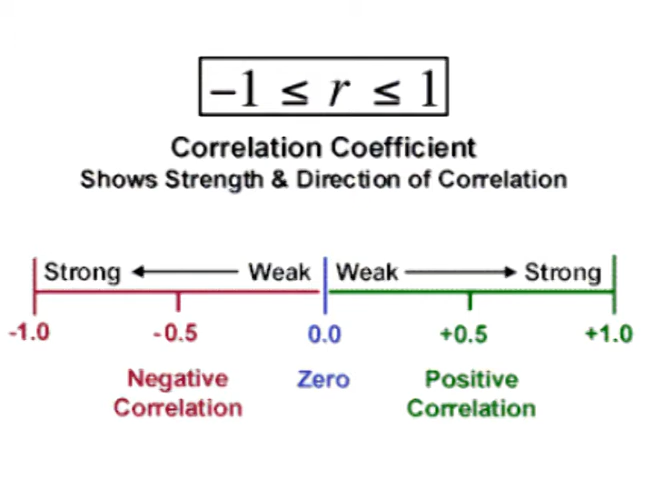 −1 ≤ r ≤ 1
Correlation Coefficient
Shows Strength & Direction of Correlation
Strong Weak Weak Strong
-1.0 -0.5 0.0 +0.5 +1.0
Negative Zero Positive
Correlation Correlation